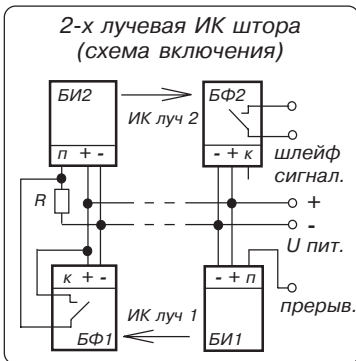 2-х лучевая ИК штора
(схема включения)
БИ2
БФ2
ИК луч 2
п + -
- + к
шлейф
сигнал.
R
+
-
U пит.
к + -
- + п
ИК луч 1
прерыв.
БФ1
БИ1